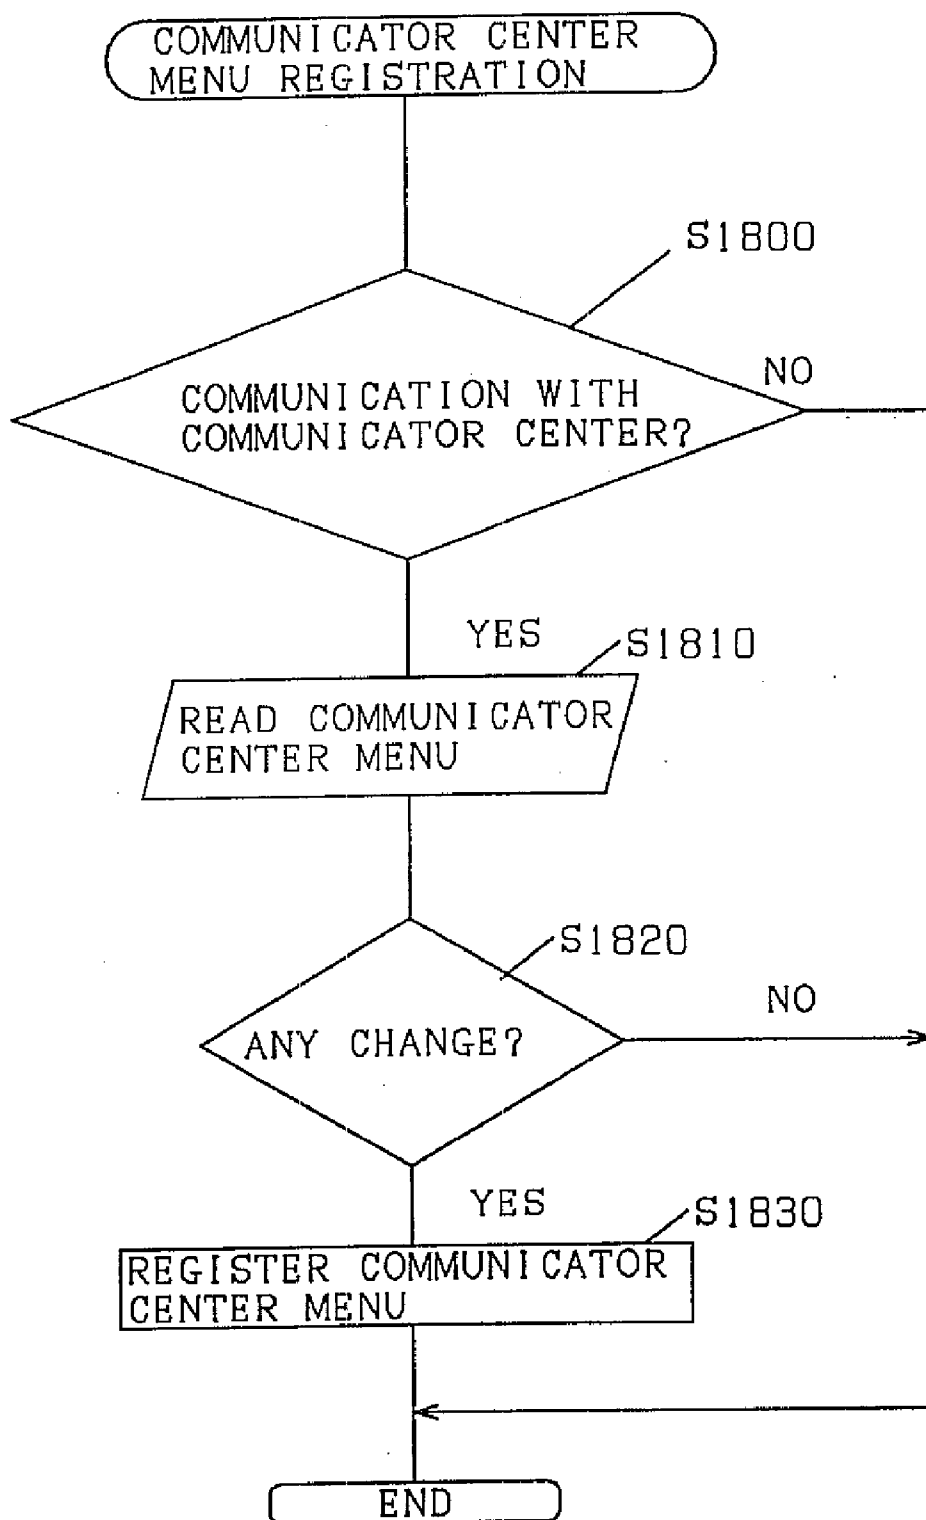 COMMUNICATOR CENTER
MENU REGISTRATION
S1800
NO
COMMUNICATION WITH
COMMUNICATOR CENTER?
YES
S1810
READ COMMUNICATOR
CENTER MENU
S1820
NO
ANY CHANGE?
YES
S1830
REGISTER COMMUNICATOR
CENTER MENU
END